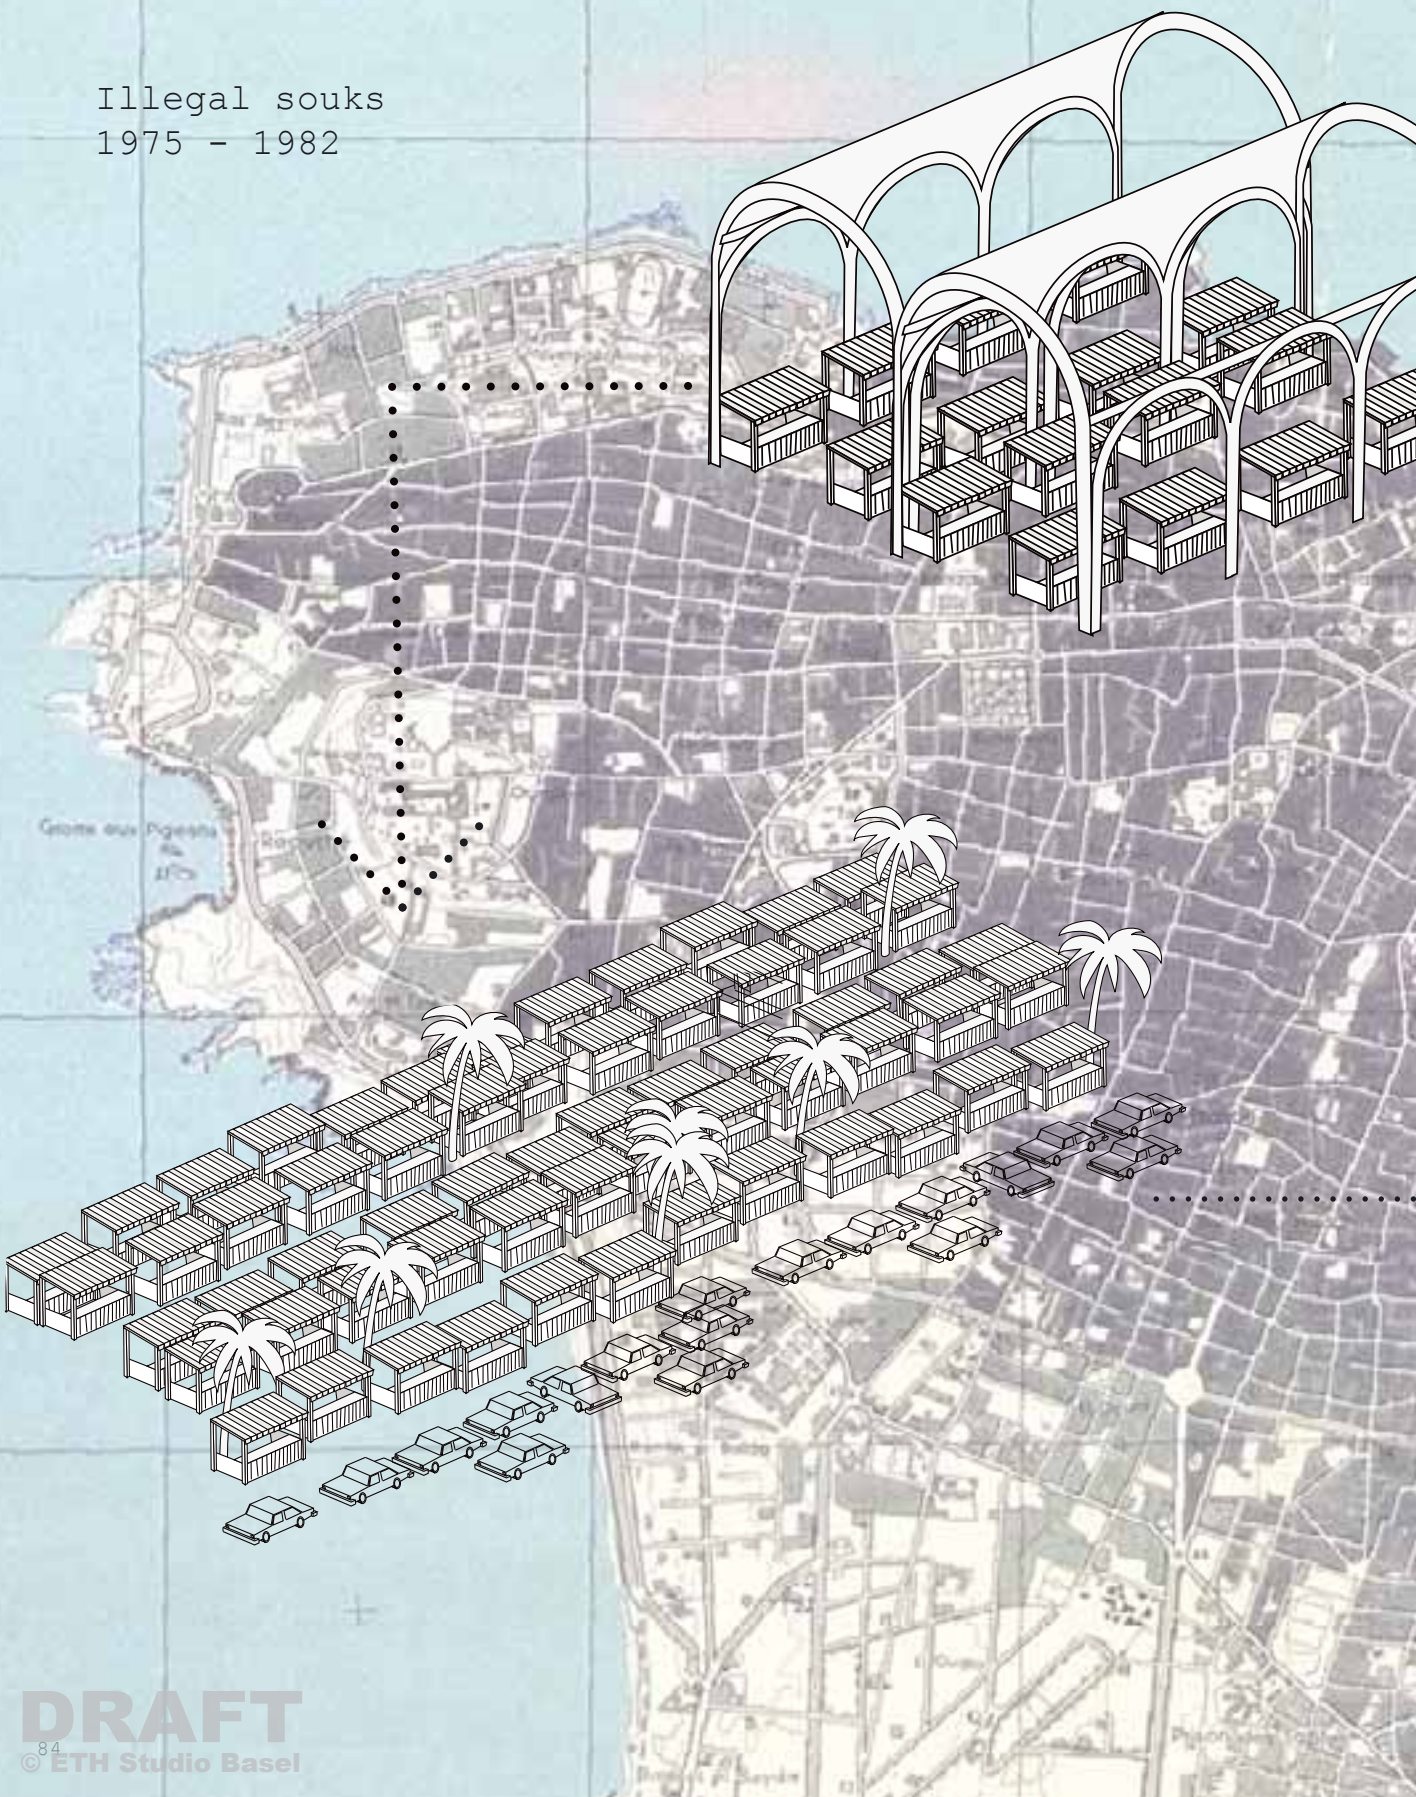 Illegal souks
1975 - 1982
Grotte aux Pigeons
DRAFT
84
© ETH Studio Basel